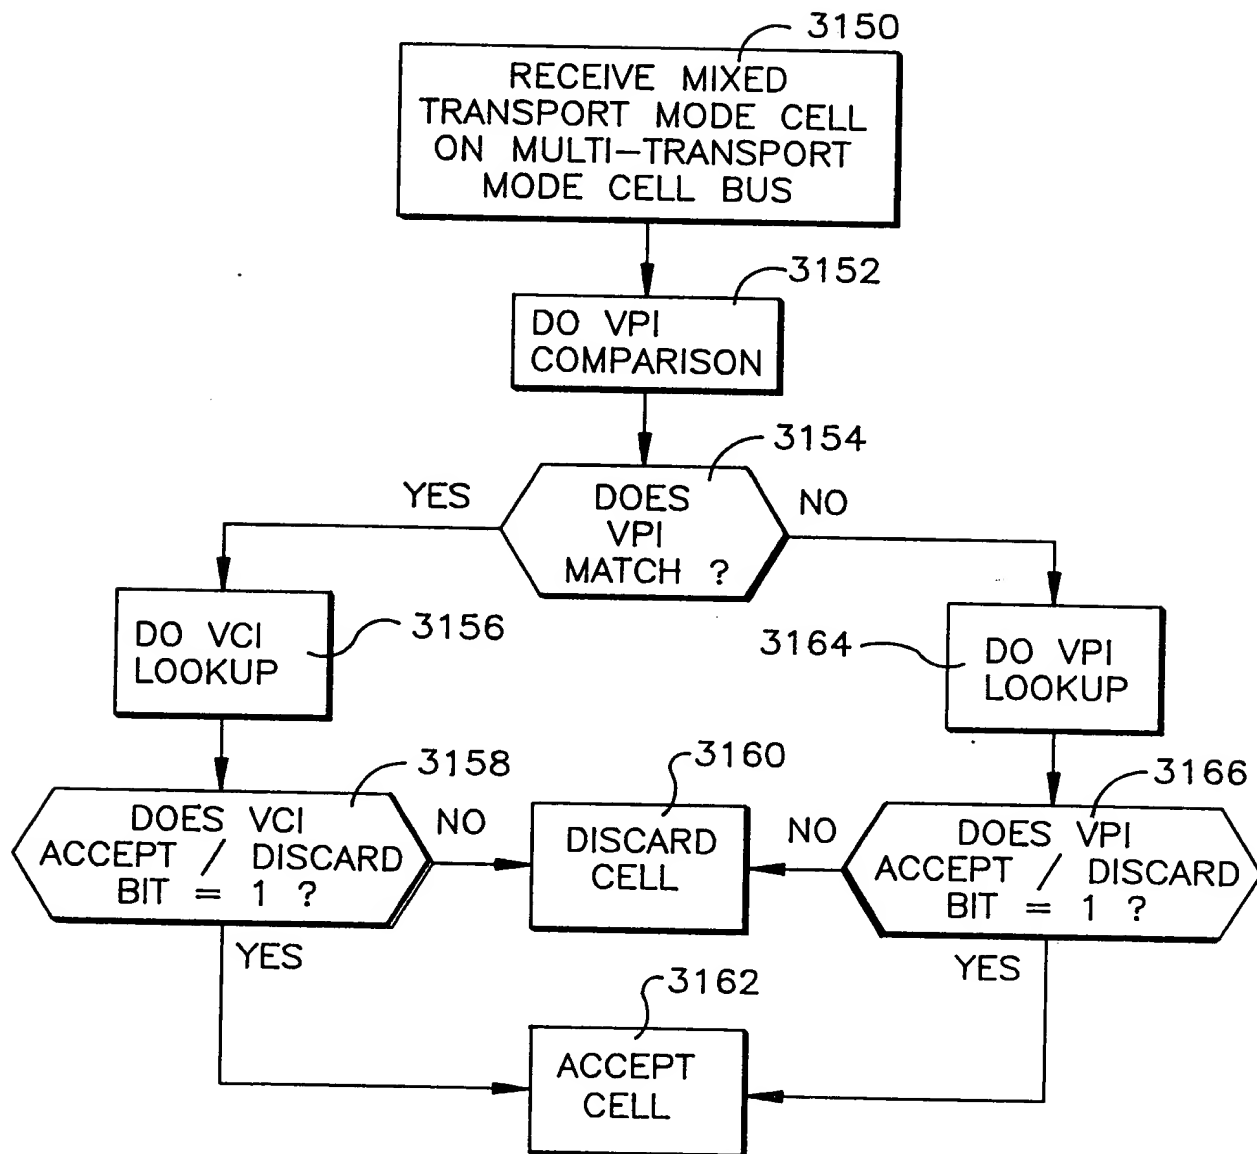 3150
RECEIVE MIXED
TRANSPORT MODE CELL
ON MULTI-TRANSPORT
MODE CELL BUS
3152
DO VPI
COMPARISON
3154
YES
DOES
VPI
MATCH ?
NO
DO VCI
LOOKUP
3156
3164
DO VPI
LOOKUP
3158
DOES VCI
ACCEPT / DISCARD
BIT = 1 ?
NO
YES
3160
DISCARD
CELL
3166
NO
DOES VPI
ACCEPT / DISCARD
BIT = 1 ?
YES
3162
ACCEPT
CELL